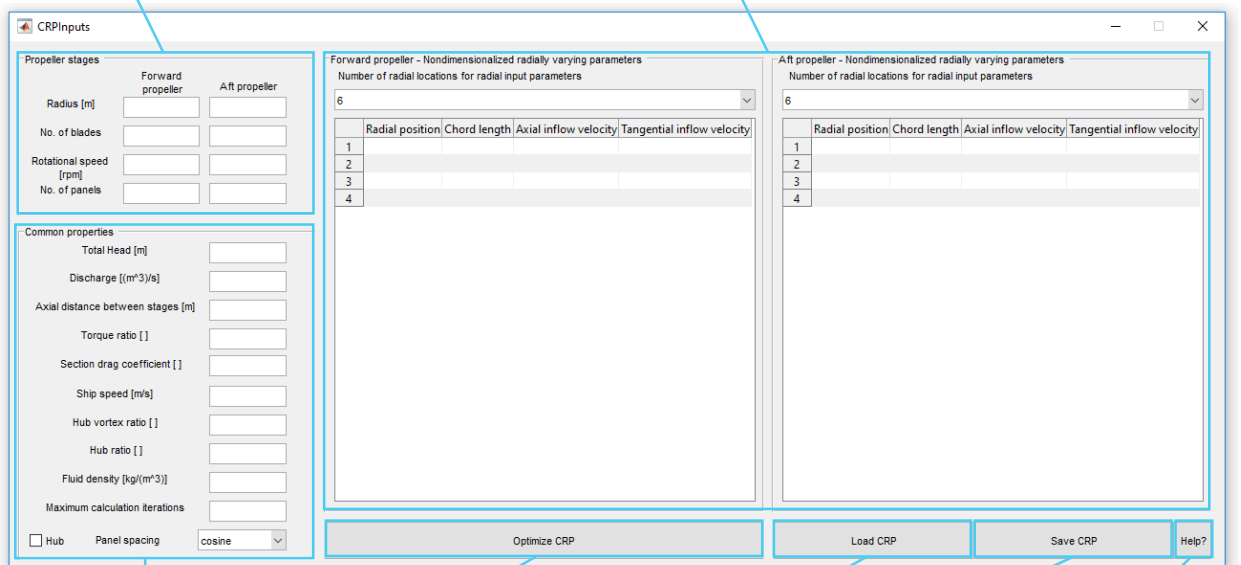 CRPInputs
Propeller stages
Forward propeller
Aft propeller
Radius [m]
No. of blades
Rotational speed [rpm]
No. of panels
Common properties
Total Head [m]
Discharge [(m^3)/s]
Axial distance between stages [m]
Torque ratio [ ]
Section drag coefficient [ ]
Ship speed [m/s]
Hub vortex ratio [ ]
Hub ratio [ ]
Fluid density [kg/(m^3)]
Maximum calculation iterations
Hub Panel spacing cosine
Forward propeller - Nondimensionalized radially varying parameters
Number of radial locations for radial input parameters
6
Radial position Chord length Axial inflow velocity Tangential inflow velocity
1
2
3
4
Aft propeller - Nondimensionalized radially varying parameters
Number of radial locations for radial input parameters
6
Radial position Chord length Axial inflow velocity Tangential inflow velocity
1
2
3
4
Optimize CRP
Load CRP
Save CRP
Help?